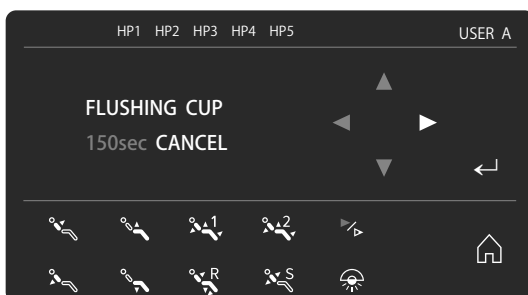 HP1 HP2 HP3 HP4 HP5 USER A
FLUSHING CUP
150sec CANCEL
1 2
R S